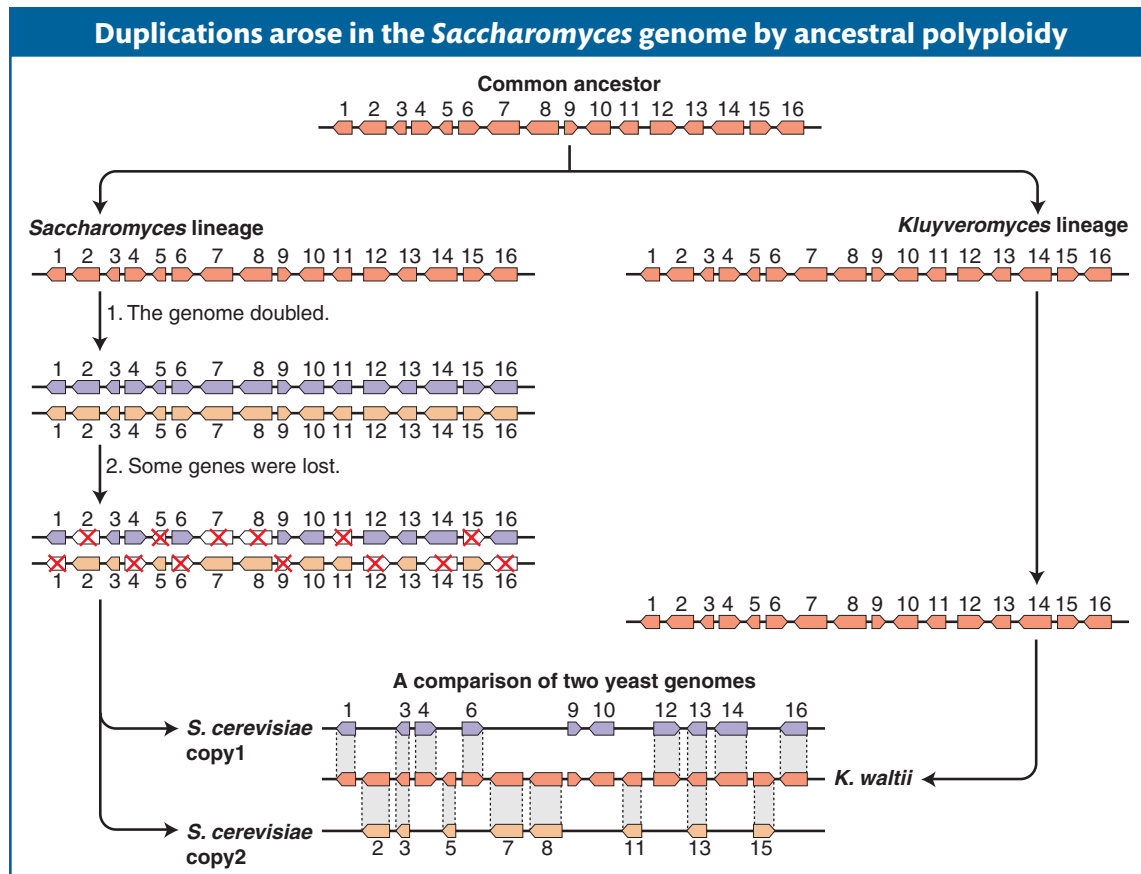 Duplications arose in the Saccharomyces genome by ancestral polyploidy
Common ancestor
1 2 3 4 5 6 7 8 9 10 11 12 13 14 15 16
Saccharomyces lineage
1 2 3 4 5 6 7 8 9 10 11 12 13 14 15 16
Kluyveromyces lineage
1 2 3 4 5 6 7 8 9 10 11 12 13 14 15 16
1. The genome doubled.
1 2 3 4 5 6 7 8 9 10 11 12 13 14 15 16
1 2 3 4 5 6 7 8 9 10 11 12 13 14 15 16
2. Some genes were lost.
1 2 3 4 5 6 7 8 9 10 11 12 13 14 15 16
1 2 3 4 5 6 7 8 9 10 11 12 13 14 15 16
1 2 3 4 5 6 7 8 9 10 11 12 13 14 15 16
A comparison of two yeast genomes
1 3 4 6 9 10 12 13 14 16
S. cerevisiae
copy1
K. waltii
S. cerevisiae
copy2
2 3 5 7 8 11 13 15